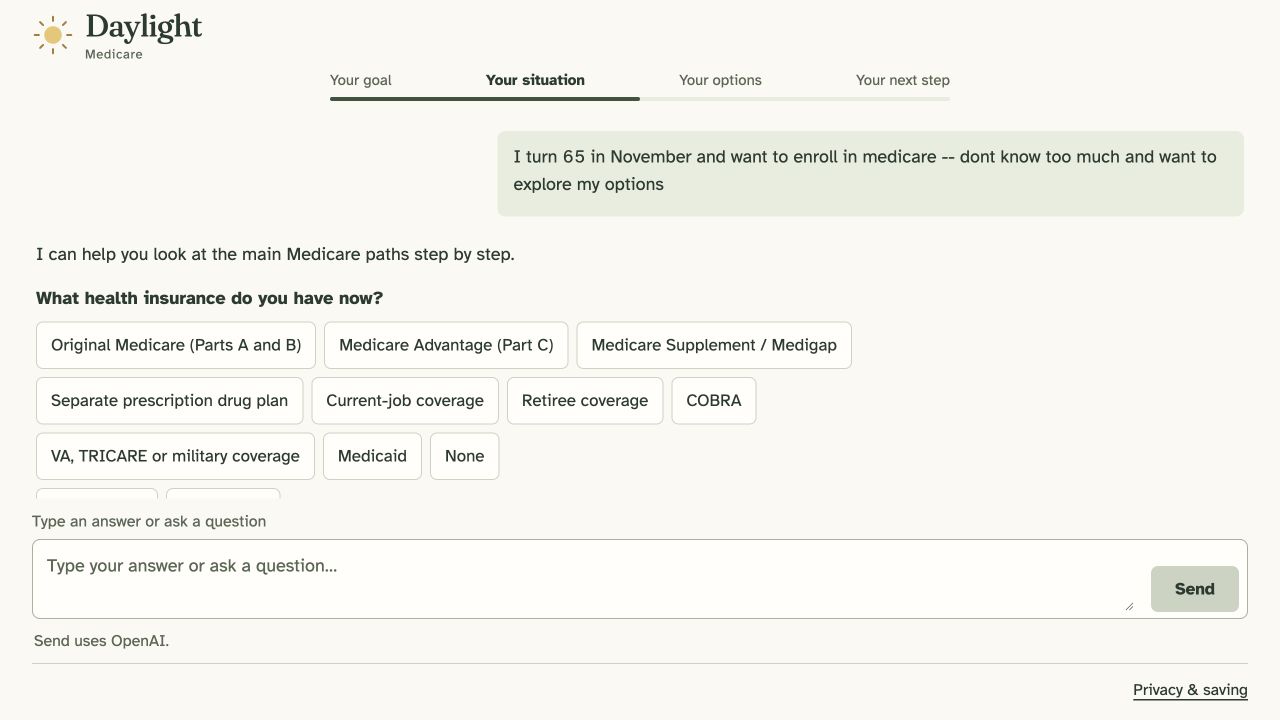 Daylight
Medicare
Your goal
Your situation
Your options
Your next step
I turn 65 in November and want to enroll in medicare -- dont know too much and want to
explore my options
I can help you look at the main Medicare paths step by step.
What health insurance do you have now?
Original Medicare (Parts A and B)
Medicare Advantage (Part C)
Medicare Supplement / Medigap
Separate prescription drug plan
Current-job coverage
Retiree coverage
COBRA
VA, TRICARE or military coverage
Medicaid
None
Type an answer or ask a question
Type your answer or ask a question...
Send
Send uses OpenAI.
Privacy & saving